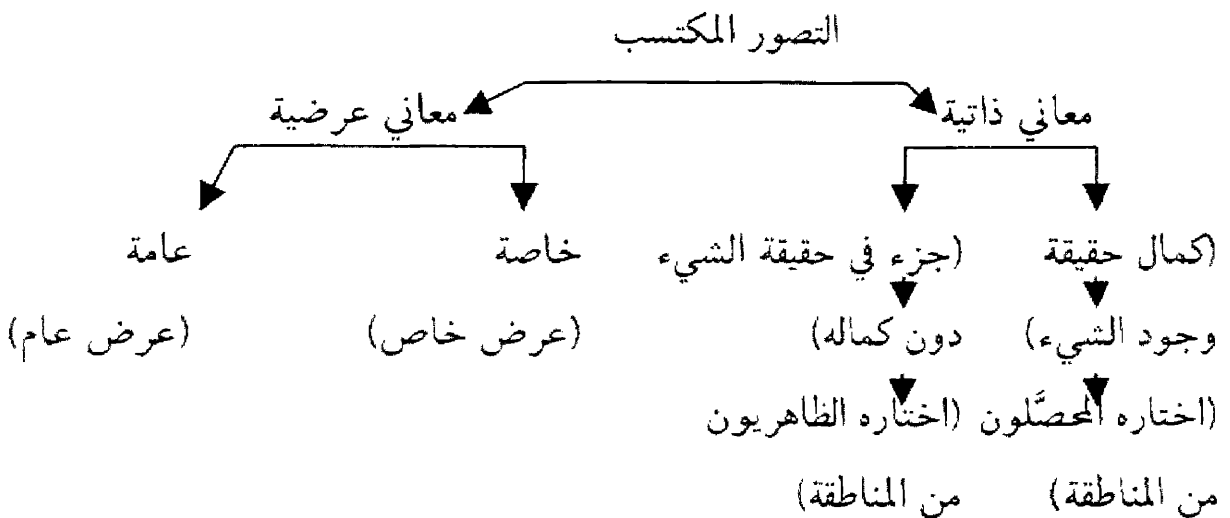 التصور المكتسب
معاني ذاتية معاني عرضية
(كمال حقيقة (جزء في حقيقة الشيء خاصة عامة
وجود الشيء) دون كماله) (عرض خاص) (عرض عام)
(اختاره المحصَّلون (اختاره الظاهريون
من المناطقة) من المناطقة)